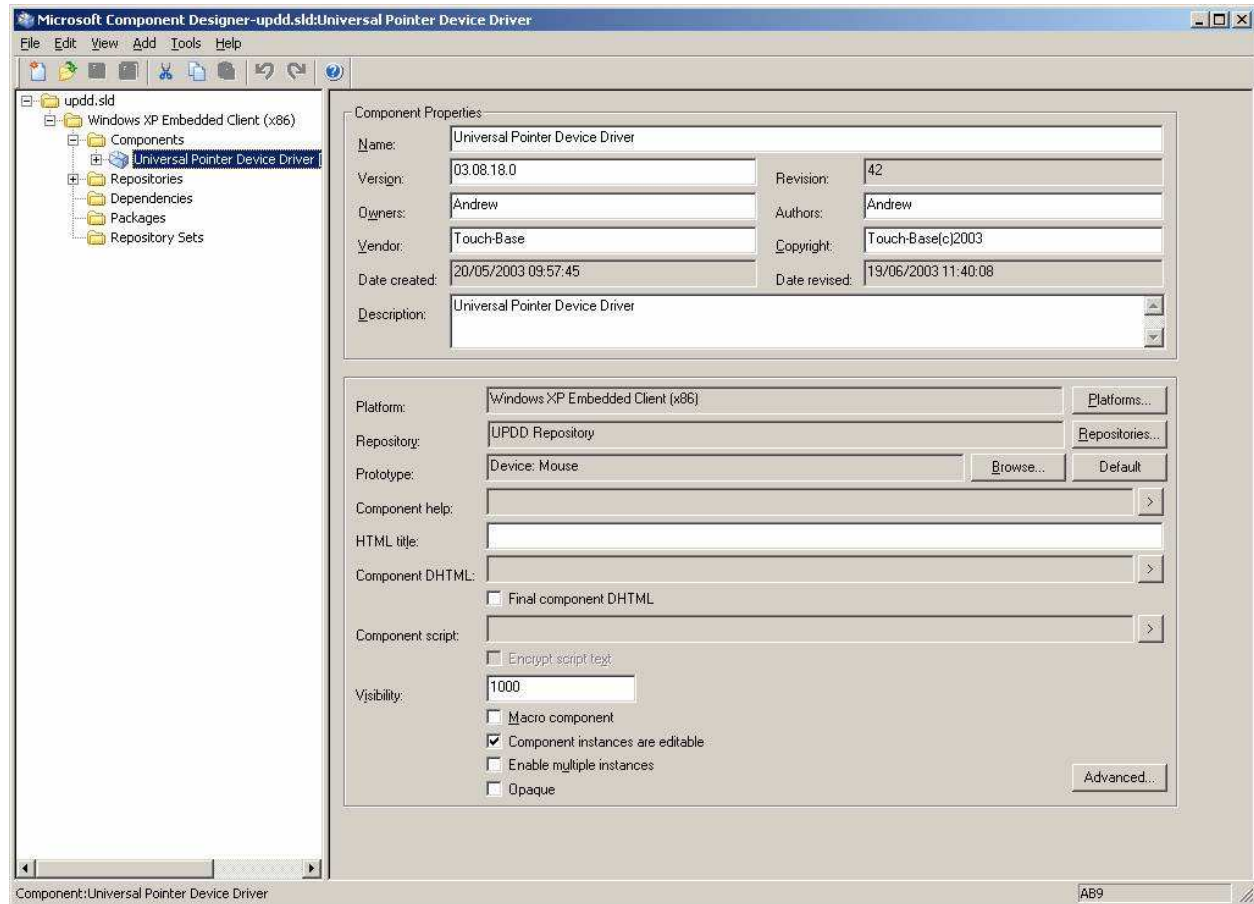 Microsoft Component Designer-updd.sld:Universal Pointer Device Driver
File Edit View Add Tools Help
updd.sld
Windows XP Embedded Client (x86)
Components
Universal Pointer Device Driver [
Repositories
Dependencies
Packages
Repository Sets
Component Properties
Name: Universal Pointer Device Driver
Version: 03.08.18.0 Revision: 42
Owners: Andrew Authors: Andrew
Vendor: Touch-Base Copyright: Touch-Base(c)2003
Date created: 20/05/2003 09:57:45 Date revised: 19/06/2003 11:40:08
Description: Universal Pointer Device Driver
Platform: Windows XP Embedded Client (x86) Platforms...
Repository: UPDD Repository Repositories...
Prototype: Device: Mouse Browse... Default
Component help: >
HTML title:
Component DHTML: >
Final component DHTML
Component script: >
Encrypt script text
Visibility: 1000
Macro component
Component instances are editable
Enable multiple instances
Opaque
Advanced...
Component:Universal Pointer Device Driver AB9